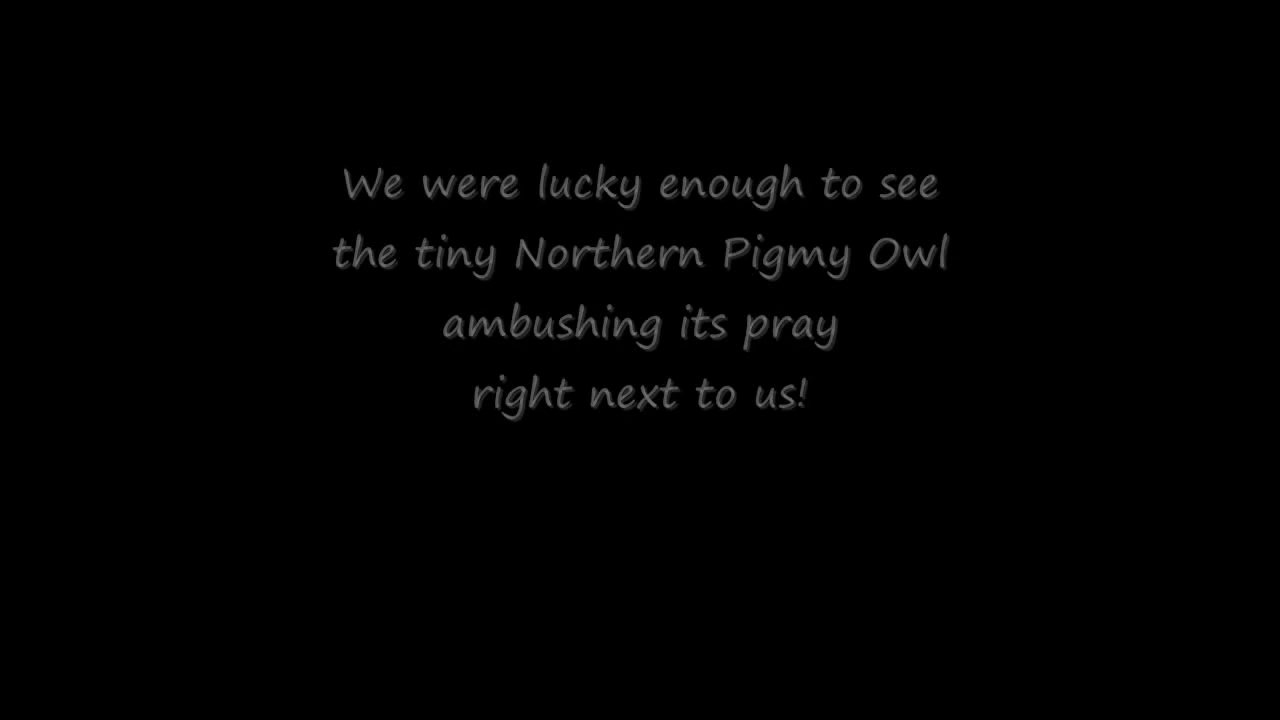 We were lucky enough to see
the tiny Northern Pigmy Owl
ambushing its pray
right next to us!